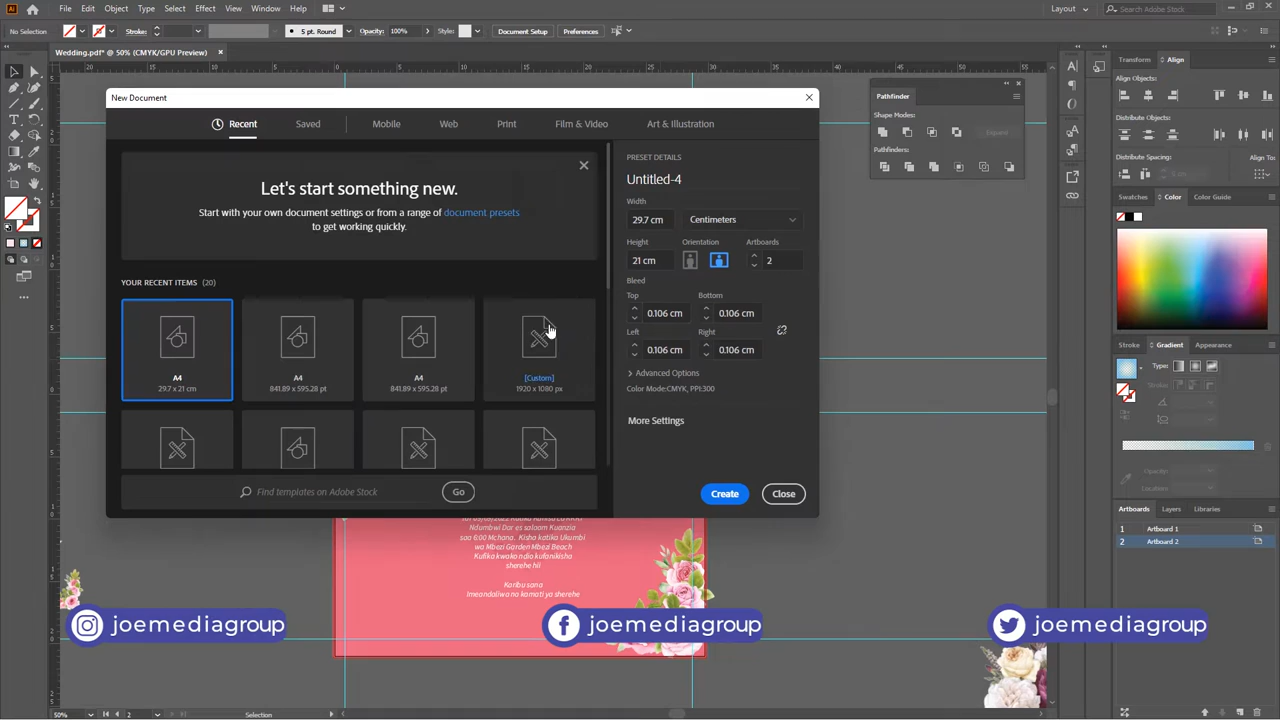 File Edit Object Type Select Effect View Window Help
Layout
Search Adobe Stock
No Selection
Stroke:
5 pt. Round
Opacity: 100%
Style:
Document Setup
Preferences
Wedding.pdf* @ 50% (CMYK/GPU Preview)
New Document
Recent
Saved
Mobile
Web
Print
Film & Video
Art & Illustration
Let's start something new.
Start with your own document settings or from a range of document presets
to get working quickly.
YOUR RECENT ITEMS (20)
A4
29.7 x 21 cm
A4
841.89 x 595.28 pt
A4
841.89 x 595.28 pt
[Custom]
1920 x 1080 px
Find templates on Adobe Stock
Go
PRESET DETAILS
Untitled-4
Width
29.7 cm
Centimeters
Height
Orientation
Artboards
21 cm
2
Bleed
Top
Bottom
0.106 cm
0.106 cm
Left
Right
0.106 cm
0.106 cm
Advanced Options
Color Mode:CMYK, PPI:300
More Settings
Create
Close
Pathfinder
Shape Modes:
Expand
Pathfinders:
Transform
Align
Align Objects:
Distribute Objects:
Distribute Spacing:
Align To:
Swatches
Color
Color Guide
Stroke
Gradient
Appearance
Type:
Opacity:
Location:
Artboards
Layers
Libraries
1 Artboard 1
2 Artboard 2
Ndumbwi Dar es salaam Kuanzia
saa 6:00 Mchana. Kisha katika Ukumbi
wa Mbezi Garden Mbezi Beach
Kufika kwako ndio kufanikisha
sherehe hii
Karibu sana
Imeandaliwa na kamati ya sherehe
joemediagroup
joemediagroup
joemediagroup
50%
2
Selection